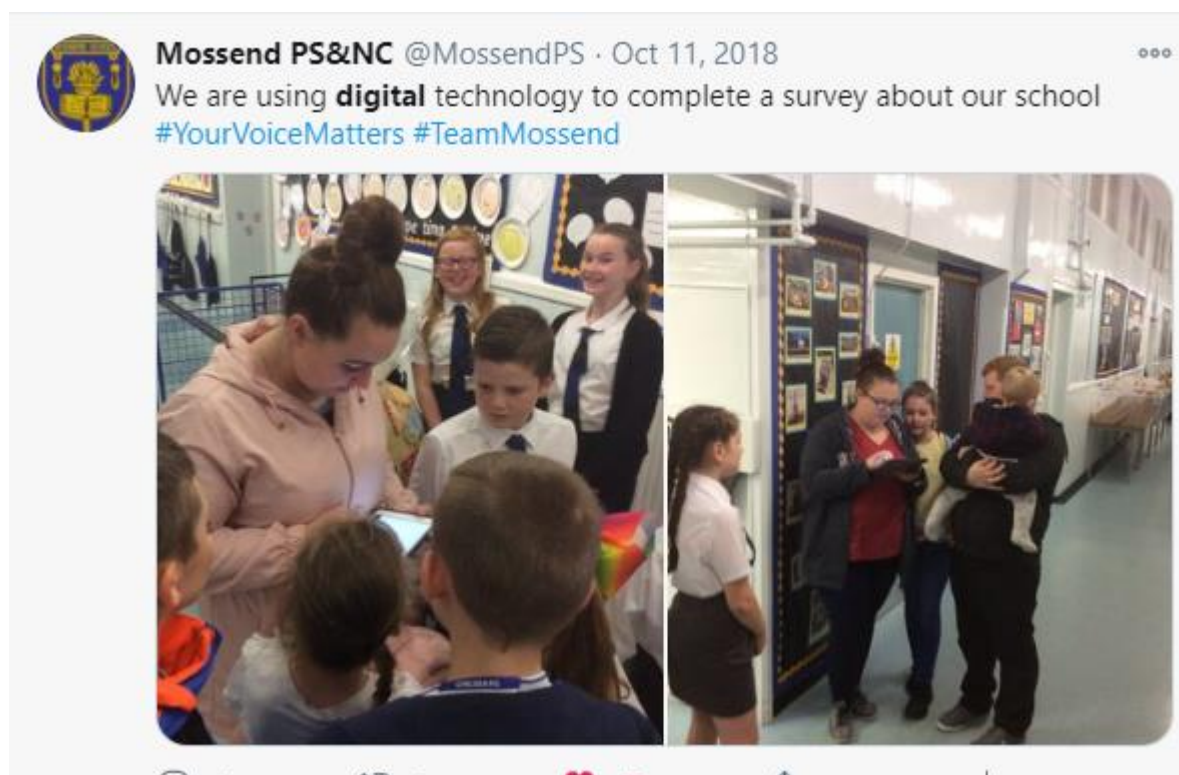 Mossend PS&NC @MossendPS · Oct 11, 2018
We are using digital technology to complete a survey about our school
#YourVoiceMatters #TeamMossend